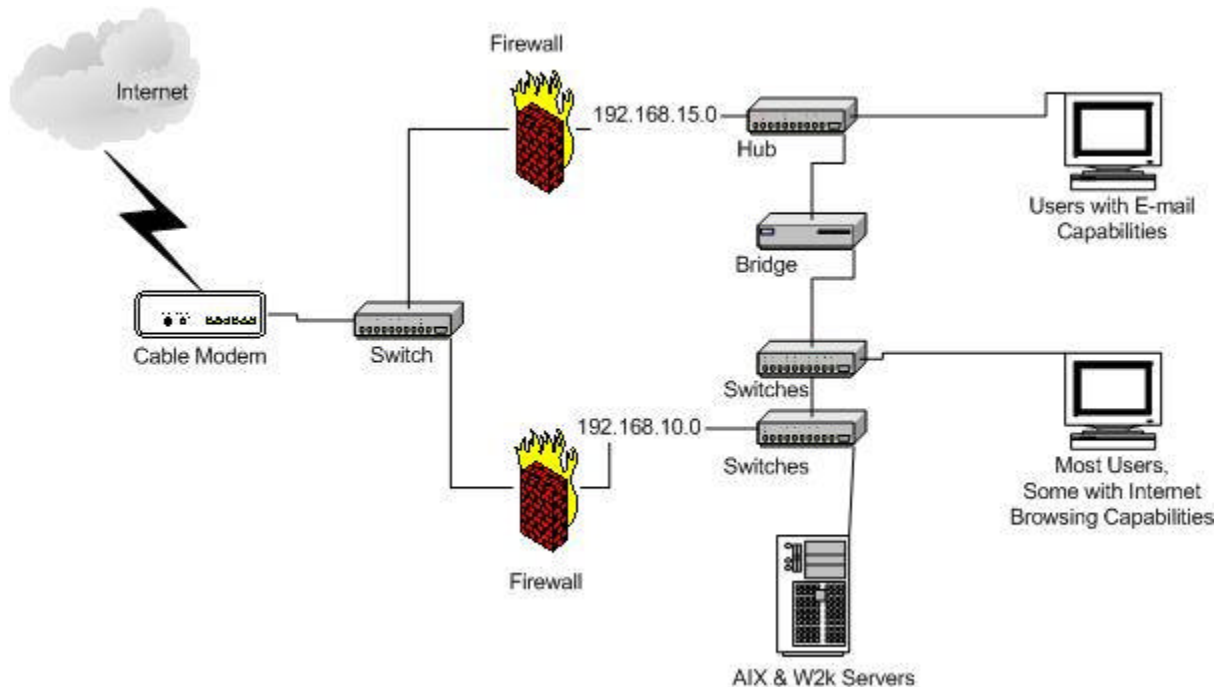 Firewall
Internet
192.168.15.0
Hub
Users with E-mail
Capabilities
Bridge
Cable Modem
Switch
Switches
192.168.10.0
Switches
Most Users,
Some with Internet
Browsing Capabilities
Firewall
AIX & W2k Servers